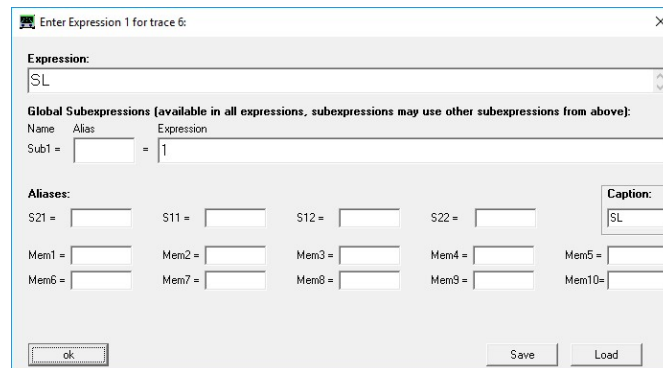 Enter Expression 1 for trace 6:
Expression:
SL
Global Subexpressions (available in all expressions, subexpressions may use other subexpressions from above):
Name Alias Expression
Sub1 = = 1
Aliases: Caption:
S21 = S11 = S12 = S22 = SL
Mem1 = Mem2 = Mem3 = Mem4 = Mem5 =
Mem6 = Mem7 = Mem8 = Mem9 = Mem10=
ok Save Load